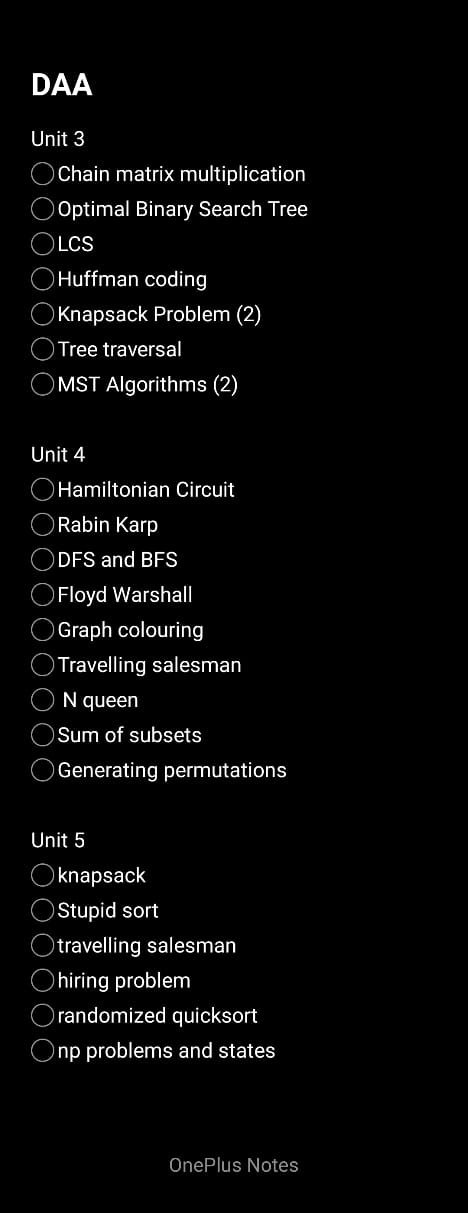 DAA
Unit 3
Chain matrix multiplication
Optimal Binary Search Tree
LCS
Huffman coding
Knapsack Problem (2)
Tree traversal
MST Algorithms (2)
Unit 4
Hamiltonian Circuit
Rabin Karp
DFS and BFS
Floyd Warshall
Graph colouring
Travelling salesman
N queen
Sum of subsets
Generating permutations
Unit 5
knapsack
Stupid sort
travelling salesman
hiring problem
randomized quicksort
np problems and states
OnePlus Notes